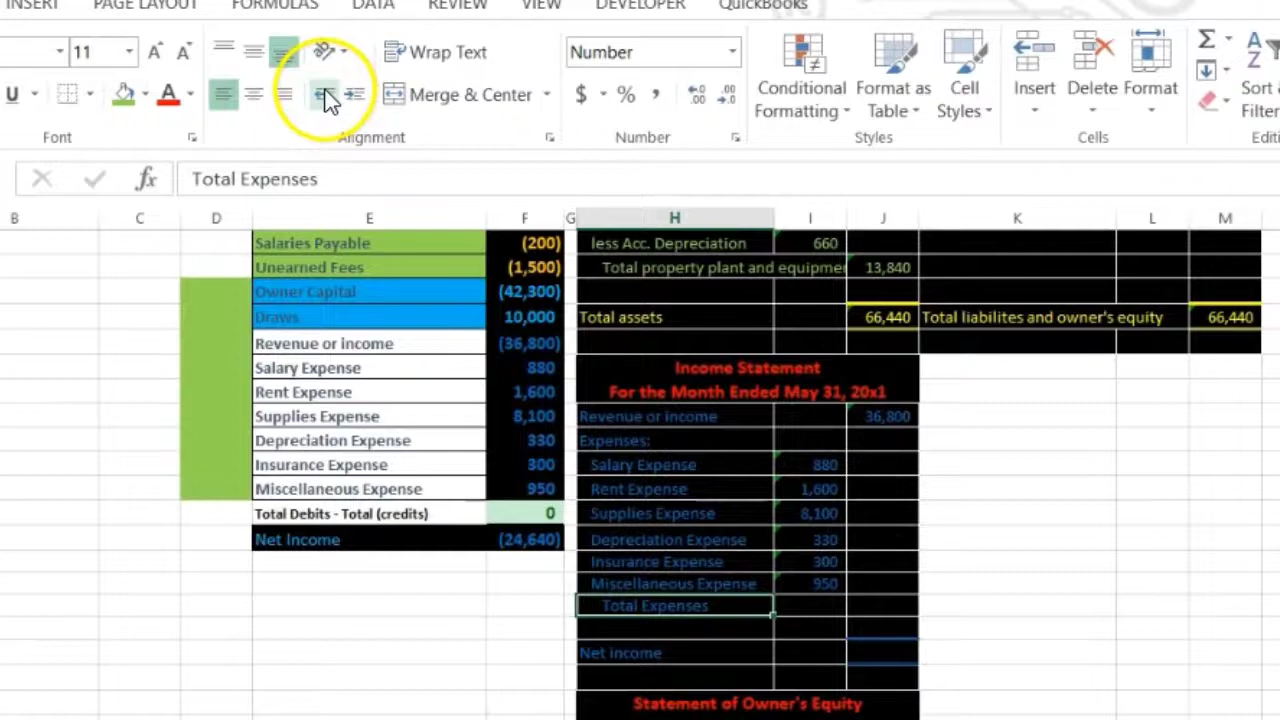 INSERT PAGE LAYOUT FORMULAS DATA REVIEW VIEW DEVELOPER QuickBooks
11 A A Wrap Text Number
U A Merge & Center $ % , .00 .00
Conditional Formatting Format as Table Cell Styles Insert Delete Format Σ Sort & Filter
Font Alignment Number Styles Cells Editi
fx Total Expenses
B C D E F G H I J K L M
Salaries Payable (200) less Acc. Depreciation 660
Unearned Fees (1,500) Total property plant and equipmer 13,840
Owner Capital (42,300)
Draws 10,000 Total assets 66,440 Total liabilites and owner's equity 66,440
Revenue or income (36,800)
Salary Expense 880 Income Statement
Rent Expense 1,600 For the Month Ended May 31, 20x1
Supplies Expense 8,100 Revenue or income 36,800
Depreciation Expense 330 Expenses:
Insurance Expense 300 Salary Expense 880
Miscellaneous Expense 950 Rent Expense 1,600
Total Debits - Total (credits) 0 Supplies Expense 8,100
Net Income (24,640) Depreciation Expense 330
Insurance Expense 300
Miscellaneous Expense 950
Total Expenses
Net income
Statement of Owner's Equity